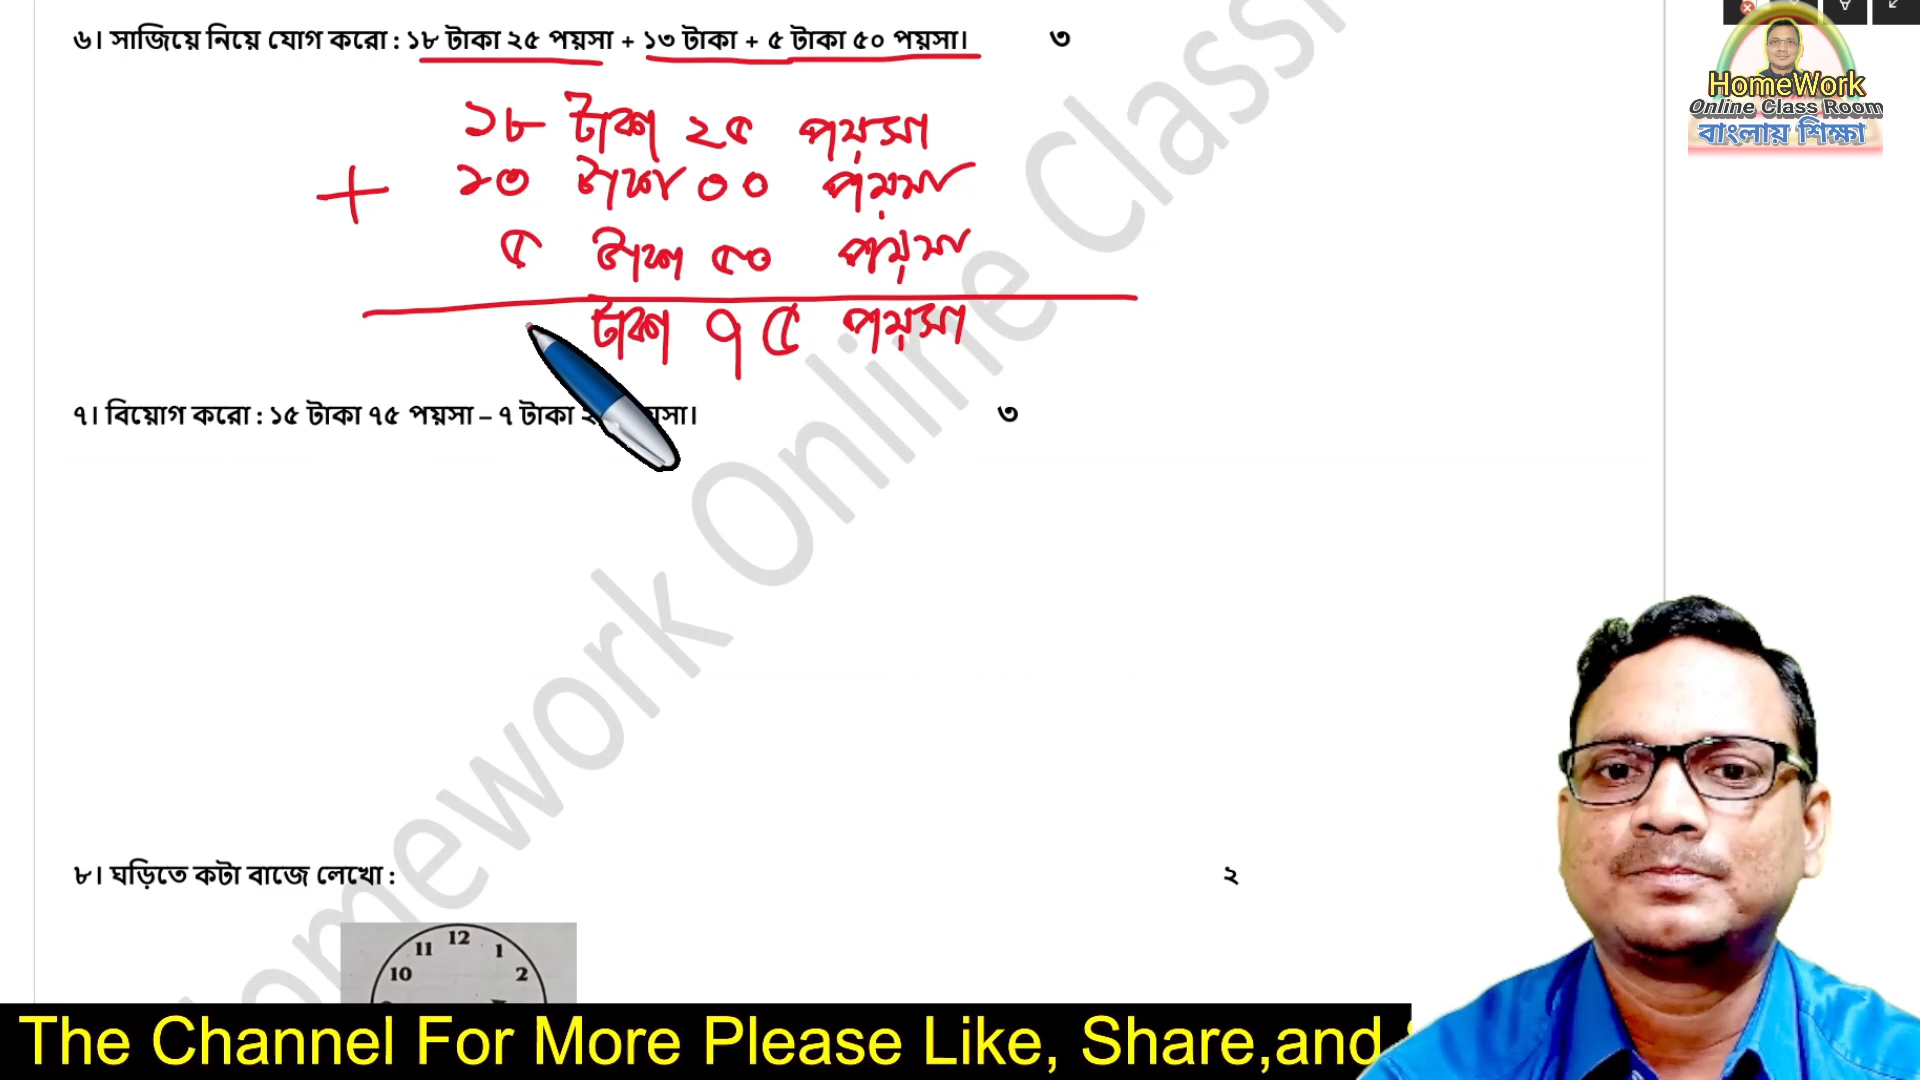 ৬। সাজিয়ে নিয়ে যোগ করো : ১৮ টাকা ২৫ পয়সা + ১৩ টাকা + ৫ টাকা ৫০ পয়সা।
৩
১৮ টাকা ২৫ পয়সা
+ ১৩ টাকা ০০ পয়সা
৫ টাকা ৫০ পয়সা
টাকা ৭৫ পয়সা
৭। বিয়োগ করো : ১৫ টাকা ৭৫ পয়সা – ৭ টাকা
৩
৮। ঘড়িতে কটা বাজে লেখো :
২
11 12 1
10 2
HomeWork
Online Class Room
বাংলায় শিক্ষা
Homework Online Class
The Channel For More Please Like, Share,and